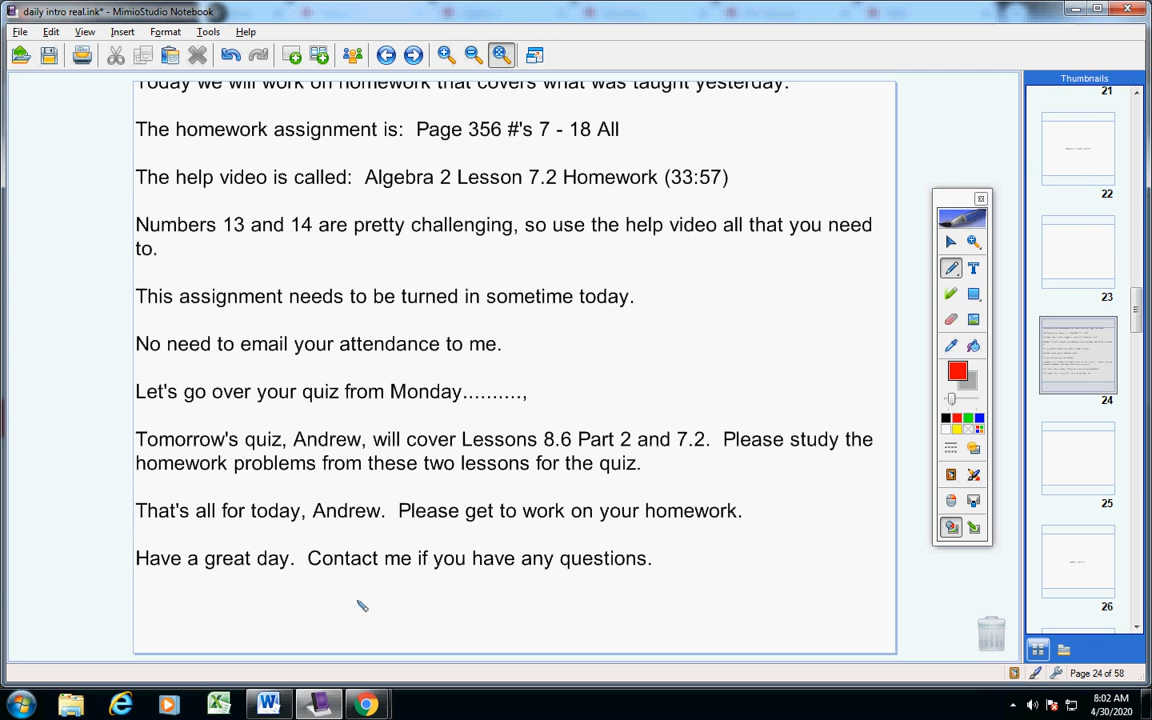 daily intro real.ink* - MimioStudio Notebook
File Edit View Insert Format Tools Help
Today we will work on homework that covers what was taught yesterday.
The homework assignment is: Page 356 #'s 7 - 18 All
The help video is called: Algebra 2 Lesson 7.2 Homework (33:57)
Numbers 13 and 14 are pretty challenging, so use the help video all that you need
to.
This assignment needs to be turned in sometime today.
No need to email your attendance to me.
Let's go over your quiz from Monday..........,
Tomorrow's quiz, Andrew, will cover Lessons 8.6 Part 2 and 7.2. Please study the
homework problems from these two lessons for the quiz.
That's all for today, Andrew. Please get to work on your homework.
Have a great day. Contact me if you have any questions.
Thumbnails
21
22
23
24
25
26
Page 24 of 58
8:02 AM
4/30/2020